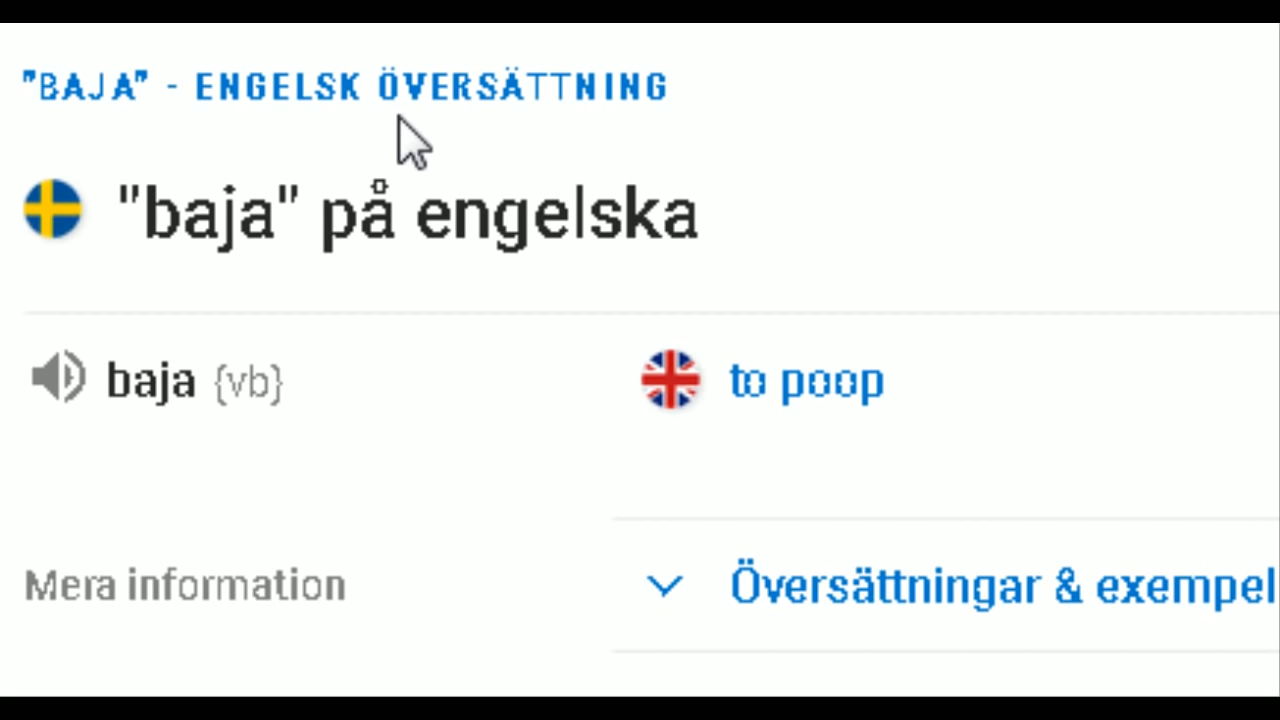 "BAJA" - ENGELSK ÖVERSÄTTNING
"baja" på engelska
baja {vb} to poop
Mera information Översättningar & exempel